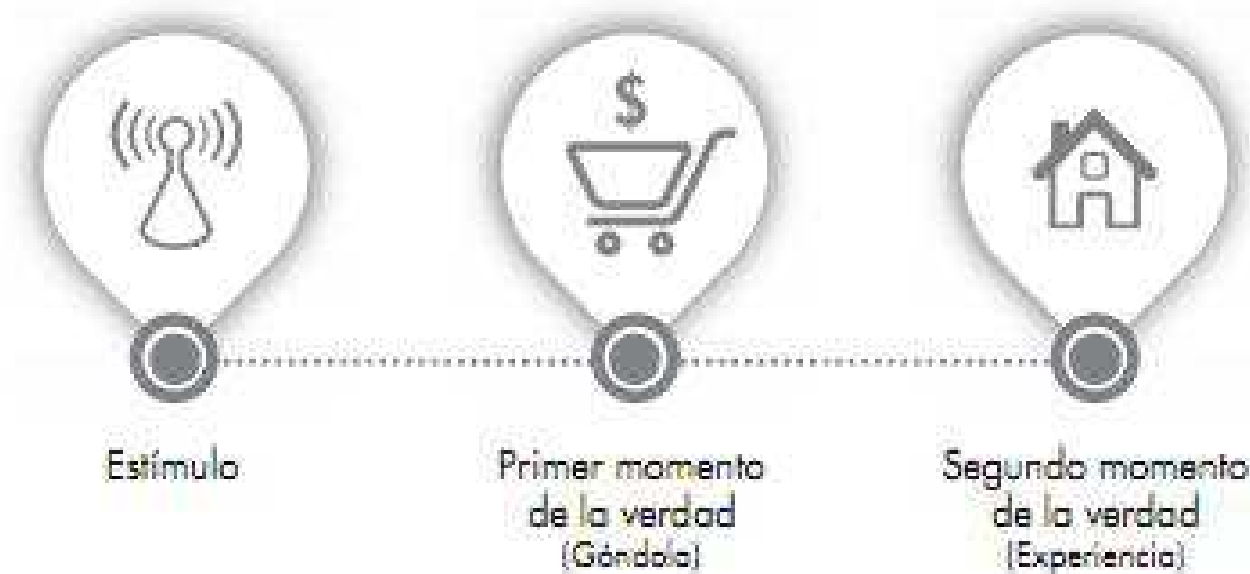 $
Estímulo
Primer momento
de la verdad
(Góndola)
Segundo momento
de la verdad
(Experiencia)